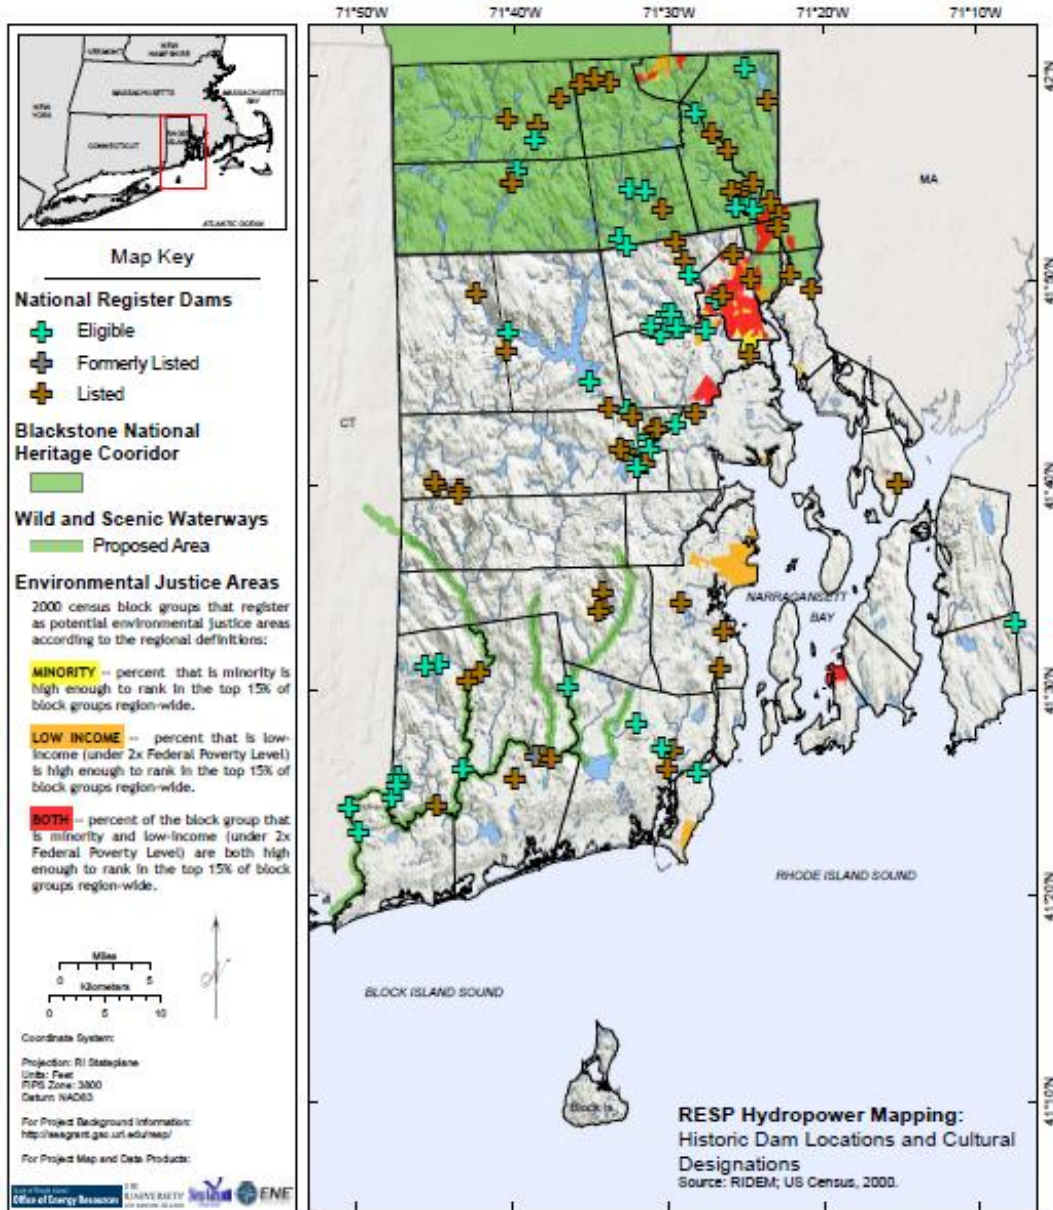 71°50'W 71°40'W 71°30'W 71°20'W 71°10'W
VERMONT
NEW HAMPSHIRE
NEW YORK
MASSACHUSETTS
MASSACHUSETTS BAY
CONNECTICUT
RHODE ISLAND
ATLANTIC OCEAN
Map Key
National Register Dams
Eligible
Formerly Listed
Listed
Blackstone National
Heritage Cooridor
Wild and Scenic Waterways
Proposed Area
Environmental Justice Areas
2000 census block groups that register
as potential environmental justice areas
according to the regional definitions:
MINORITY -- percent that is minority is
high enough to rank in the top 15% of
block groups region-wide.
LOW INCOME -- percent that is low-
income (under 2x Federal Poverty Level)
is high enough to rank in the top 15% of
block groups region-wide.
BOTH -- percent of the block group that
is minority and low-income (under 2x
Federal Poverty Level) are both high
enough to rank in the top 15% of block
groups region-wide.
Miles
0 5
Kilometers
0 5 10
Coordinate System:
Projection: RI Stateplane
Units: Feet
FIPS Zone: 3800
Datum: NAD83
For Project Background Information:
http://seagrant.gso.uri.edu/resp/
For Project Map and Data Products:
Office of Energy Resources
THE
UNIVERSITY
OF RHODE ISLAND
ENE
MA
CT
NARRAGANSETT
BAY
RHODE ISLAND SOUND
BLOCK ISLAND SOUND
Block Is.
42°N
41°40'N
41°20'N
41°10'N
RESP Hydropower Mapping:
Historic Dam Locations and Cultural
Designations
Source: RIDEM; US Census, 2000.